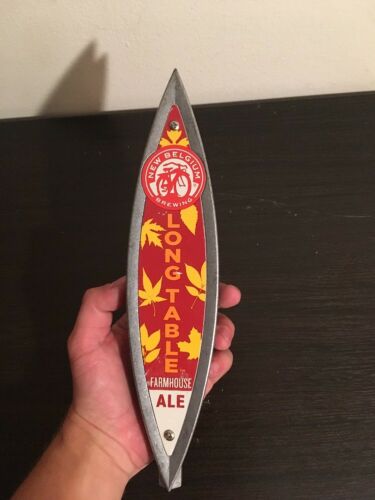 NEW BELGIUM
BREWING
LONG TABLE
FARMHOUSE
ALE